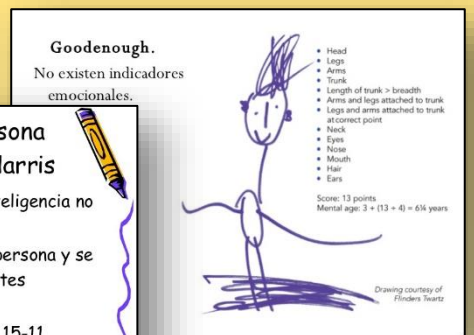 Goodenough.
No existen indicadores
emocionales.
• Head
• Legs
• Arms
• Trunk
• Length of trunk > breadth
• Arms and legs attached to trunk
• Legs and arms attached to trunk
at correct point
• Neck
• Eyes
• Nose
• Mouth
• Hair
• Ears
Score: 13 points
Mental age: 3 + (13 ÷ 4) = 6¼ years
Drawing courtesy of
Flinders Twartz
sona
arris
teligencia no
persona y se
tes
15-11